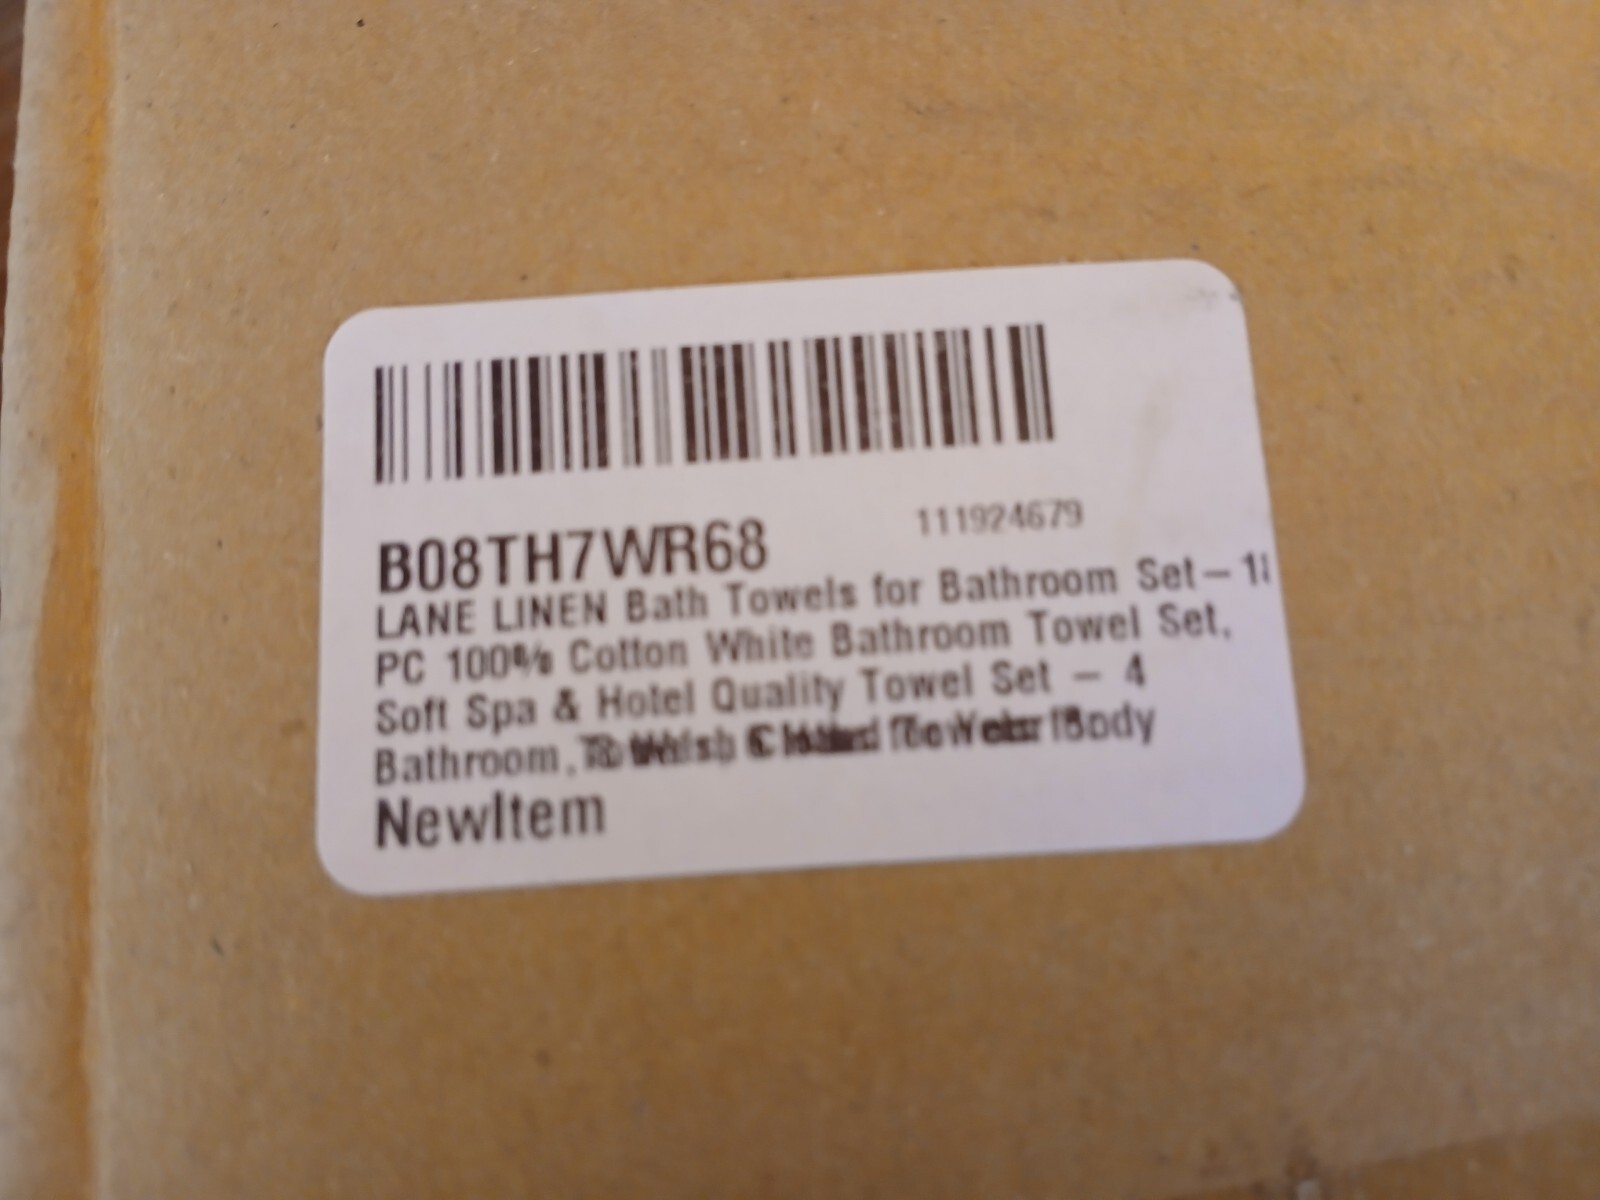 B08TH7WR68 111924679
LANE LINEN Bath Towels for Bathroom Set-
PC 100% Cotton White Bathroom Towel Set,
Soft Spa & Hotel Quality Towel Set - 4
Bathroom Body
NewItem